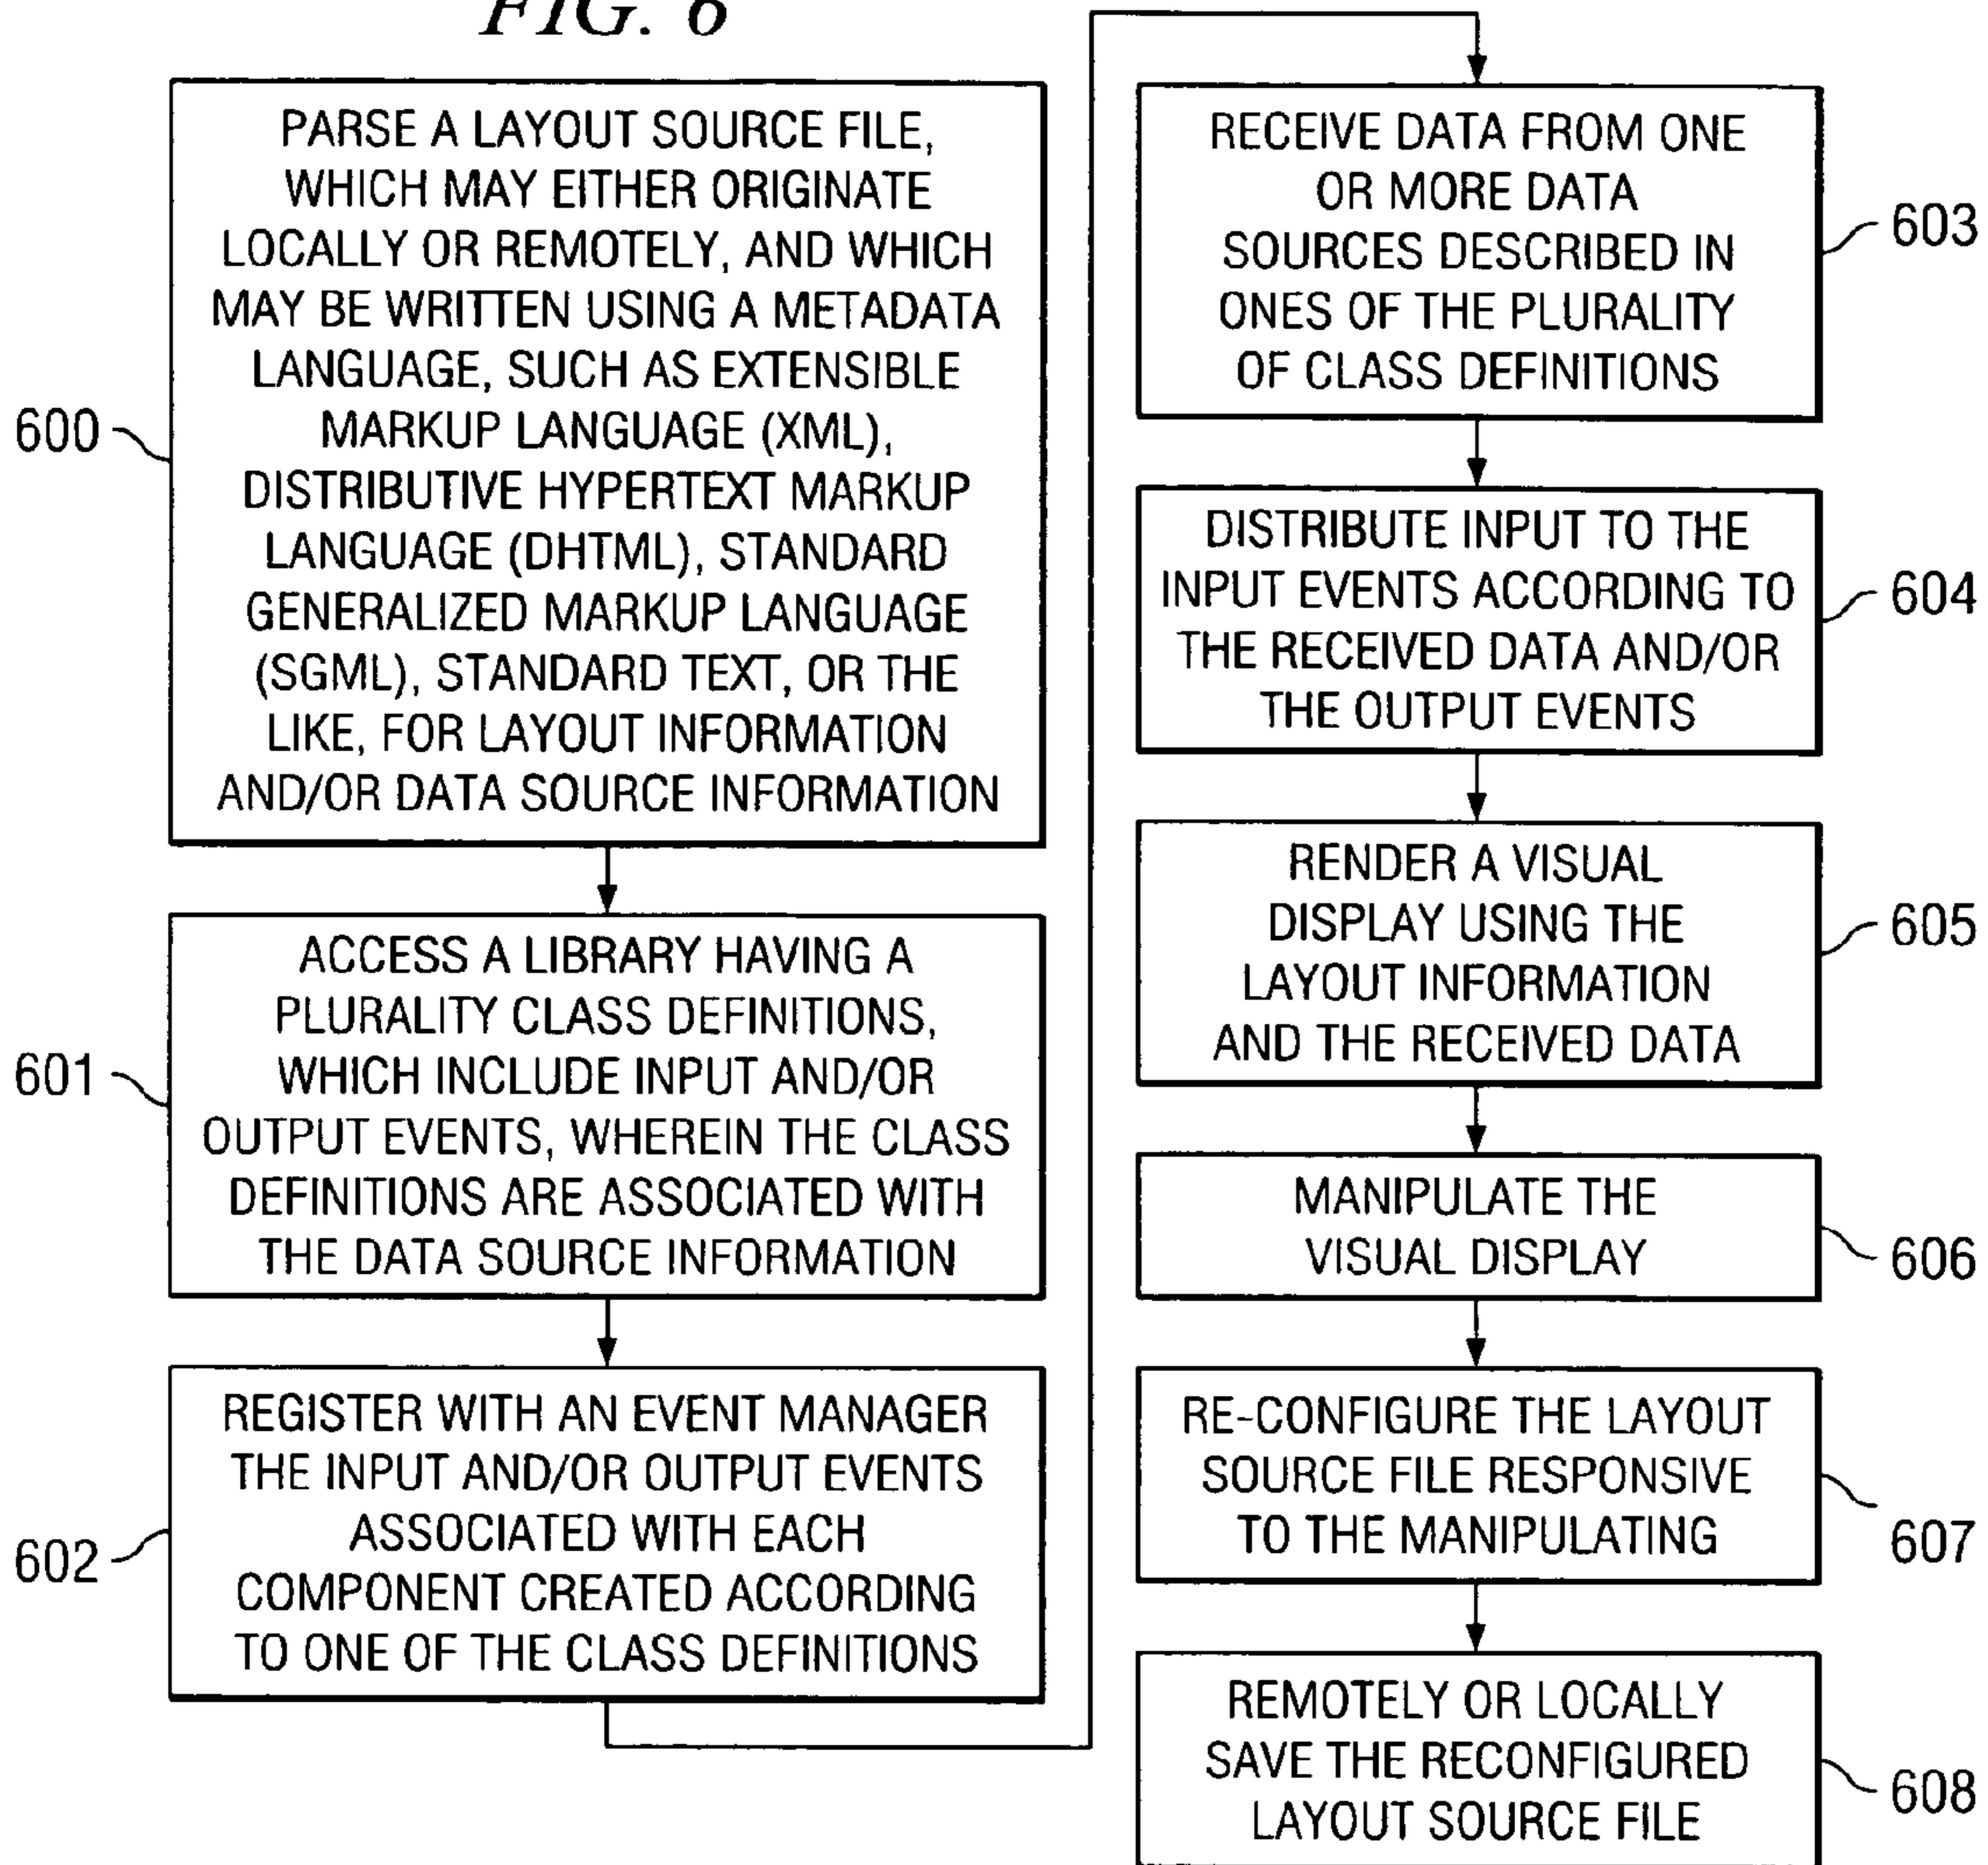 FIG. 6
PARSE A LAYOUT SOURCE FILE,
WHICH MAY EITHER ORIGINATE
LOCALLY OR REMOTELY, AND WHICH
MAY BE WRITTEN USING A METADATA
LANGUAGE, SUCH AS EXTENSIBLE
MARKUP LANGUAGE (XML),
DISTRIBUTIVE HYPERTEXT MARKUP
LANGUAGE (DHTML), STANDARD
GENERALIZED MARKUP LANGUAGE
(SGML), STANDARD TEXT, OR THE
LIKE, FOR LAYOUT INFORMATION
AND/OR DATA SOURCE INFORMATION
600
ACCESS A LIBRARY HAVING A
PLURALITY CLASS DEFINITIONS,
WHICH INCLUDE INPUT AND/OR
OUTPUT EVENTS, WHEREIN THE CLASS
DEFINITIONS ARE ASSOCIATED WITH
THE DATA SOURCE INFORMATION
601
REGISTER WITH AN EVENT MANAGER
THE INPUT AND/OR OUTPUT EVENTS
ASSOCIATED WITH EACH
COMPONENT CREATED ACCORDING
TO ONE OF THE CLASS DEFINITIONS
602
RECEIVE DATA FROM ONE
OR MORE DATA
SOURCES DESCRIBED IN
ONES OF THE PLURALITY
OF CLASS DEFINITIONS
603
DISTRIBUTE INPUT TO THE
INPUT EVENTS ACCORDING TO
THE RECEIVED DATA AND/OR
THE OUTPUT EVENTS
604
RENDER A VISUAL
DISPLAY USING THE
LAYOUT INFORMATION
AND THE RECEIVED DATA
605
MANIPULATE THE
VISUAL DISPLAY
606
RE-CONFIGURE THE LAYOUT
SOURCE FILE RESPONSIVE
TO THE MANIPULATING
607
REMOTELY OR LOCALLY
SAVE THE RECONFIGURED
LAYOUT SOURCE FILE
608